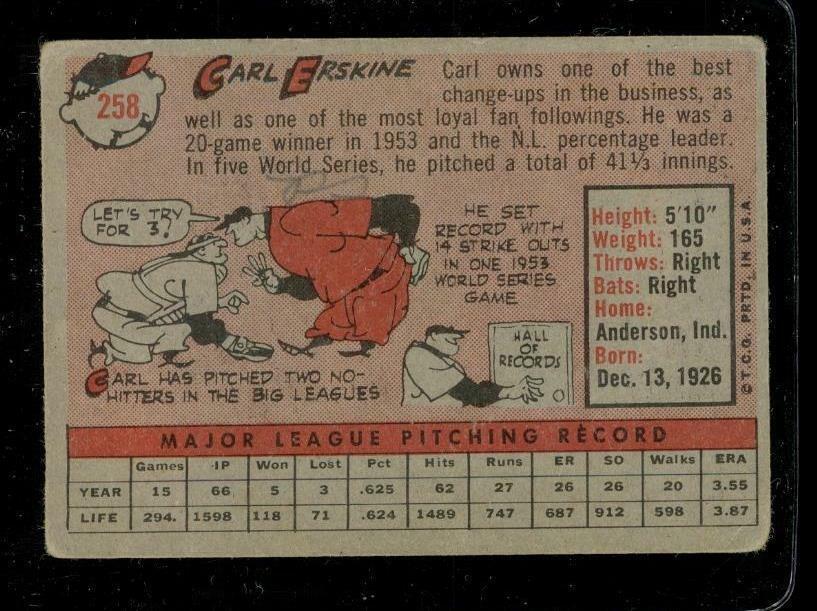 258
CARL ERSKINE
Carl owns one of the best
change-ups in the business, as
well as one of the most loyal fan followings. He was a
20-game winner in 1953 and the N.L. percentage leader.
In five World Series, he pitched a total of 41⅓ innings.
LET'S TRY
FOR 3?
HE SET
RECORD WITH
14 STRIKE OUTS
IN ONE 1953
WORLD SERIES
GAME
HALL
OF
RECORDS
CARL HAS PITCHED TWO NO-
HITTERS IN THE BIG LEAGUES
Height: 5'10"
Weight: 165
Throws: Right
Bats: Right
Home:
Anderson, Ind.
Born:
Dec. 13, 1926
© T.C.G. PRTD. IN U.S.A
MAJOR LEAGUE PITCHING RECORD
Games IP Won Lost Pct Hits Runs ER SO Walks ERA
YEAR 15 66 5 3 .625 62 27 26 26 20 3.55
LIFE 294. 1598 118 71 .624 1489 747 687 912 598 3.87